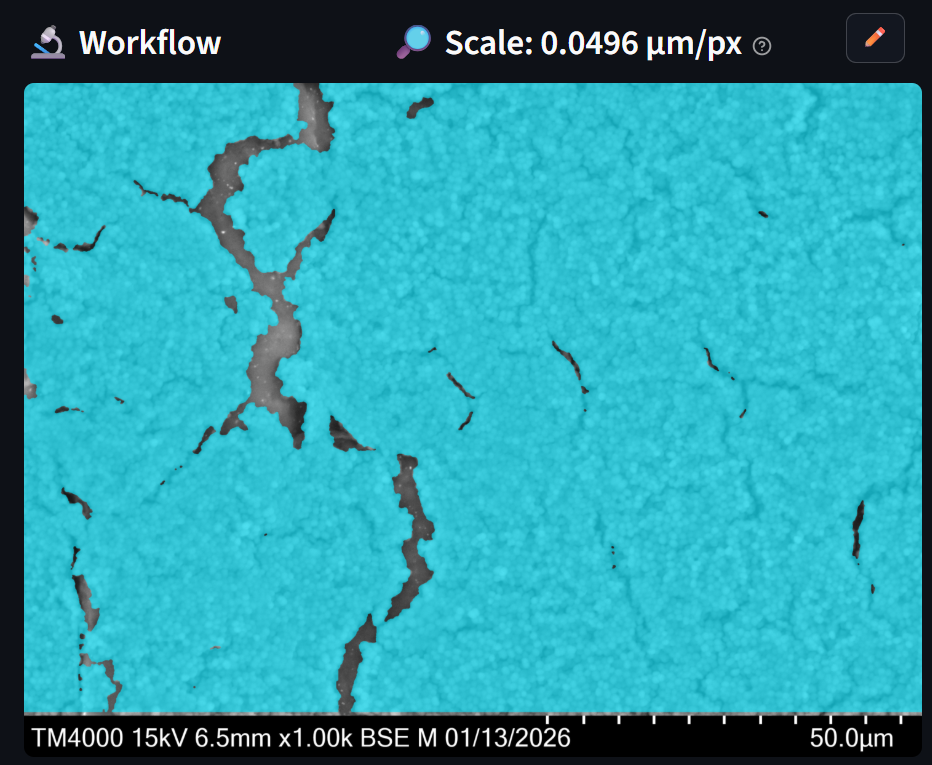 Workflow
Scale: 0.0496 µm/px
TM4000 15kV 6.5mm x1.00k BSE M 01/13/2026 50.0µm